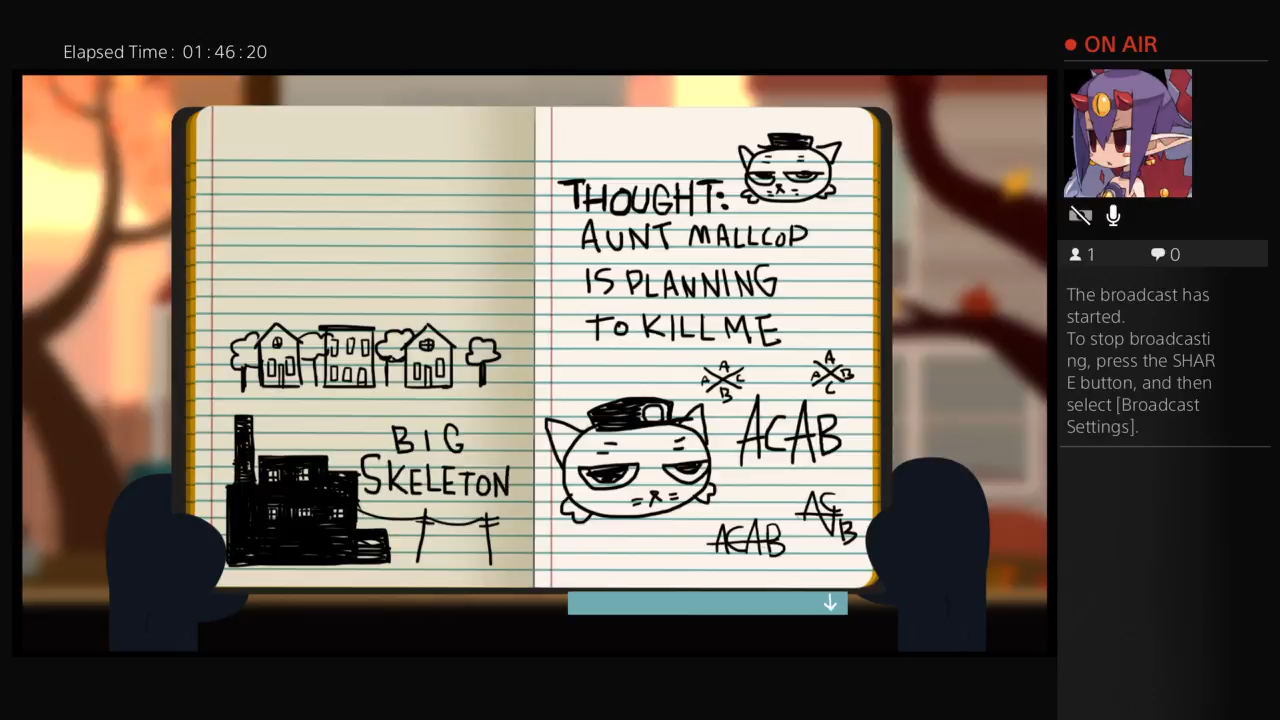 Elapsed Time: 01:46:20
ON AIR
BIG
SKELETON
THOUGHT:
AUNT MALLCOP
IS PLANNING
TO KILL ME
A
A C
B
A
A B
C
ACAB
ACAB
ACAB
1 0
The broadcast has
started.
To stop broadcasti
ng, press the SHAR
E button, and then
select [Broadcast
Settings].